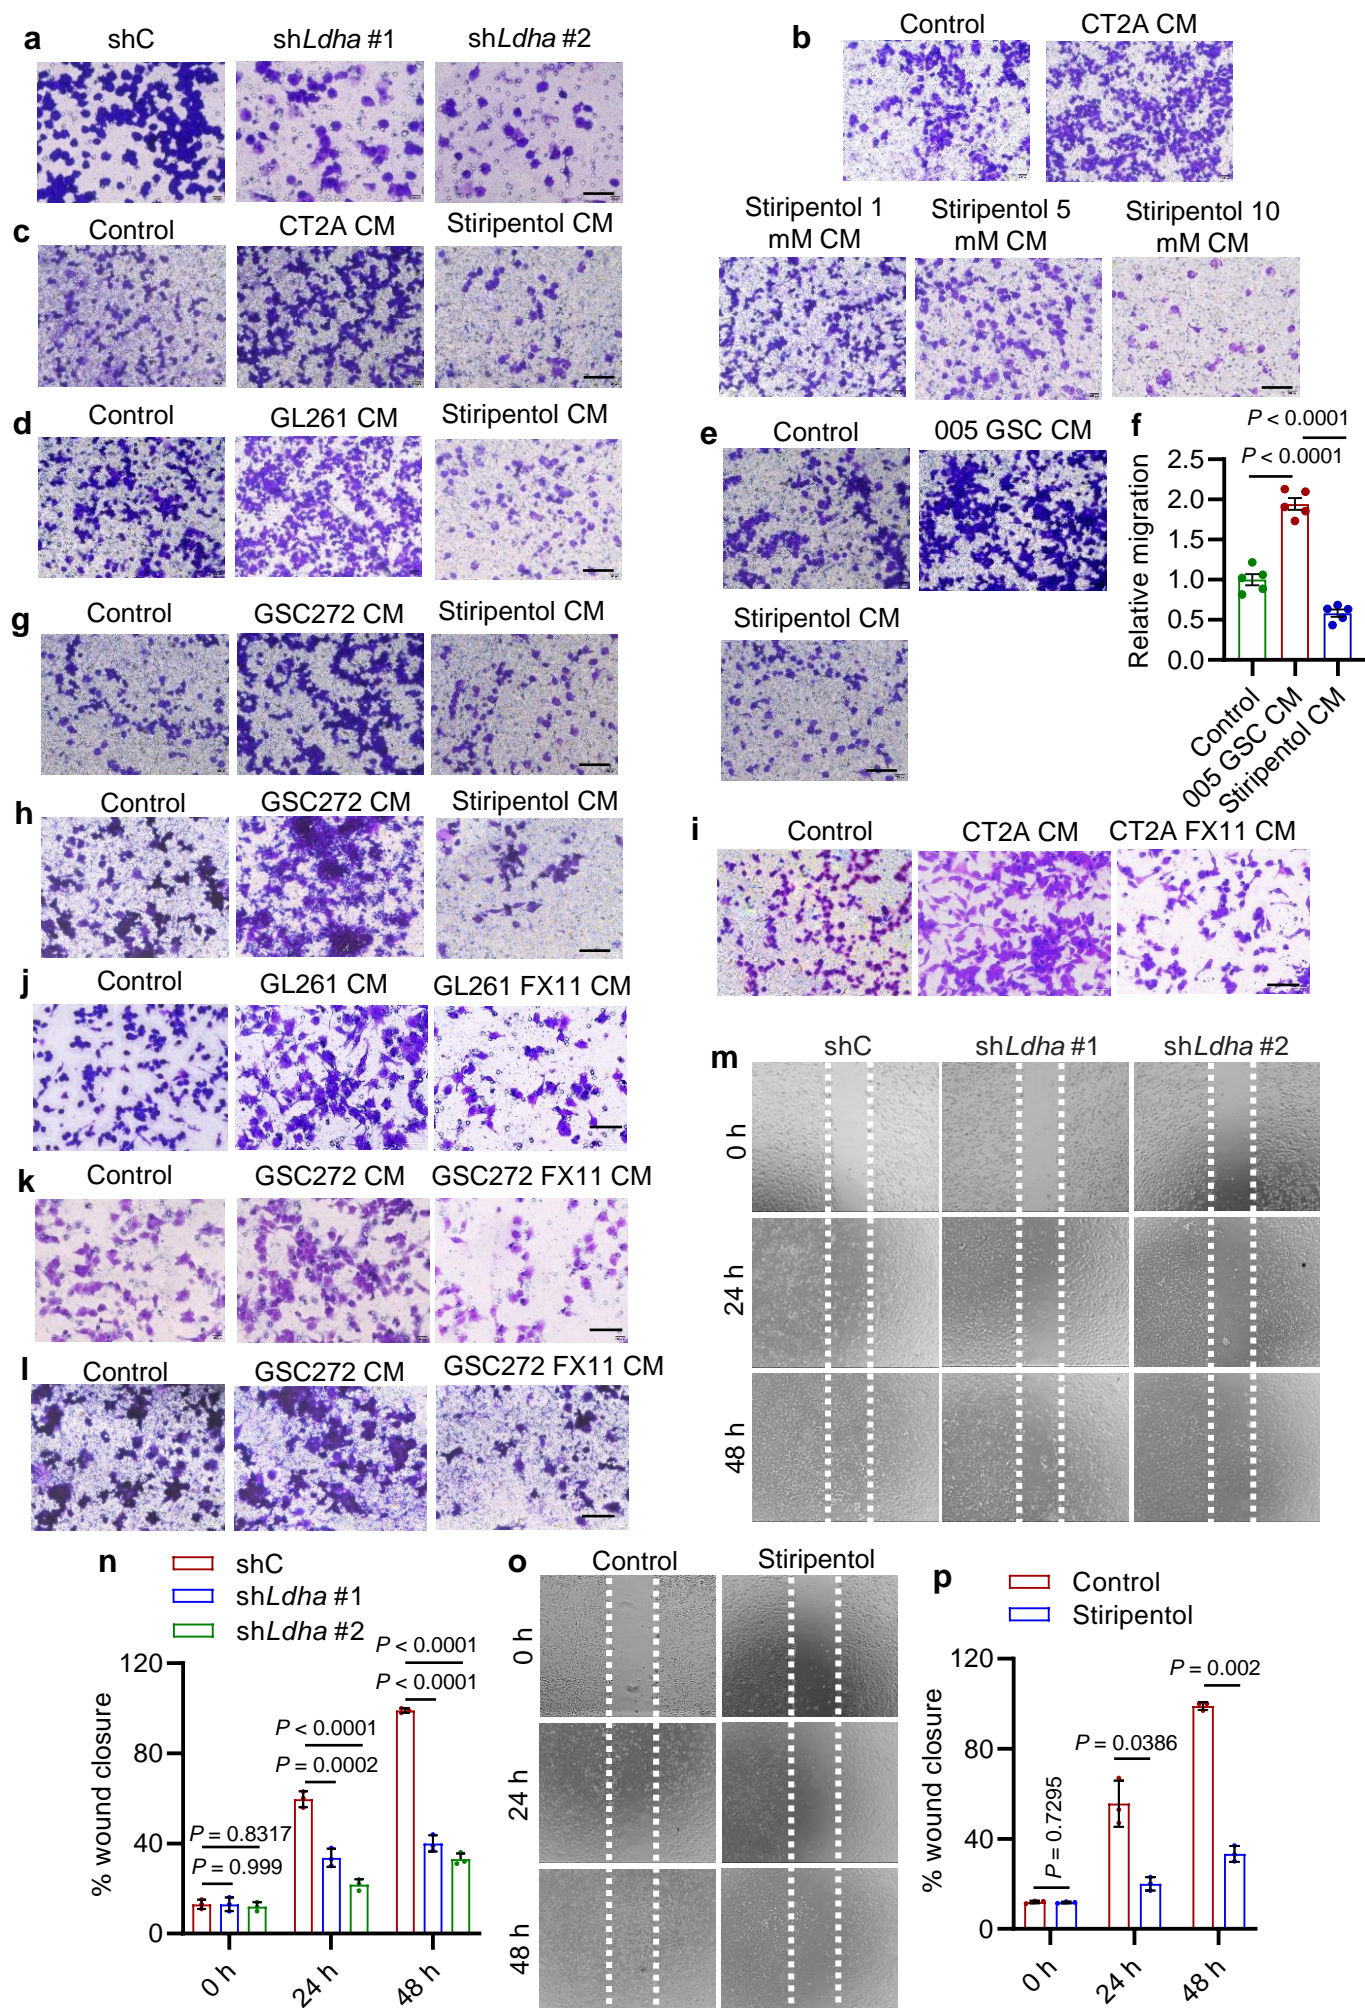 a
shC
shLdha #1
shLdha #2
b
Control
CT2A CM
Stiripentol 1
mM CM
Stiripentol 5
mM CM
Stiripentol 10
mM CM
c
Control
CT2A CM
Stiripentol CM
d
Control
GL261 CM
Stiripentol CM
e
Control
005 GSC CM
Stiripentol CM
f
P < 0.0001
P < 0.0001
Relative migration
2.5
2.0
1.5
1.0
0.5
0.0
Control
005 GSC CM
Stiripentol CM
g
Control
GSC272 CM
Stiripentol CM
h
Control
GSC272 CM
Stiripentol CM
i
Control
CT2A CM
CT2A FX11 CM
j
Control
GL261 CM
GL261 FX11 CM
k
Control
GSC272 CM
GSC272 FX11 CM
l
Control
GSC272 CM
GSC272 FX11 CM
m
shC
shLdha #1
shLdha #2
0 h
24 h
48 h
n
shC
shLdha #1
shLdha #2
% wound closure
120
80
40
0
P = 0.8317
P = 0.999
P < 0.0001
P = 0.0002
P < 0.0001
P < 0.0001
0 h
24 h
48 h
o
Control
Stiripentol
0 h
24 h
48 h
p
Control
Stiripentol
% wound closure
120
80
40
0
P = 0.7295
P = 0.0386
P = 0.002
0 h
24 h
48 h